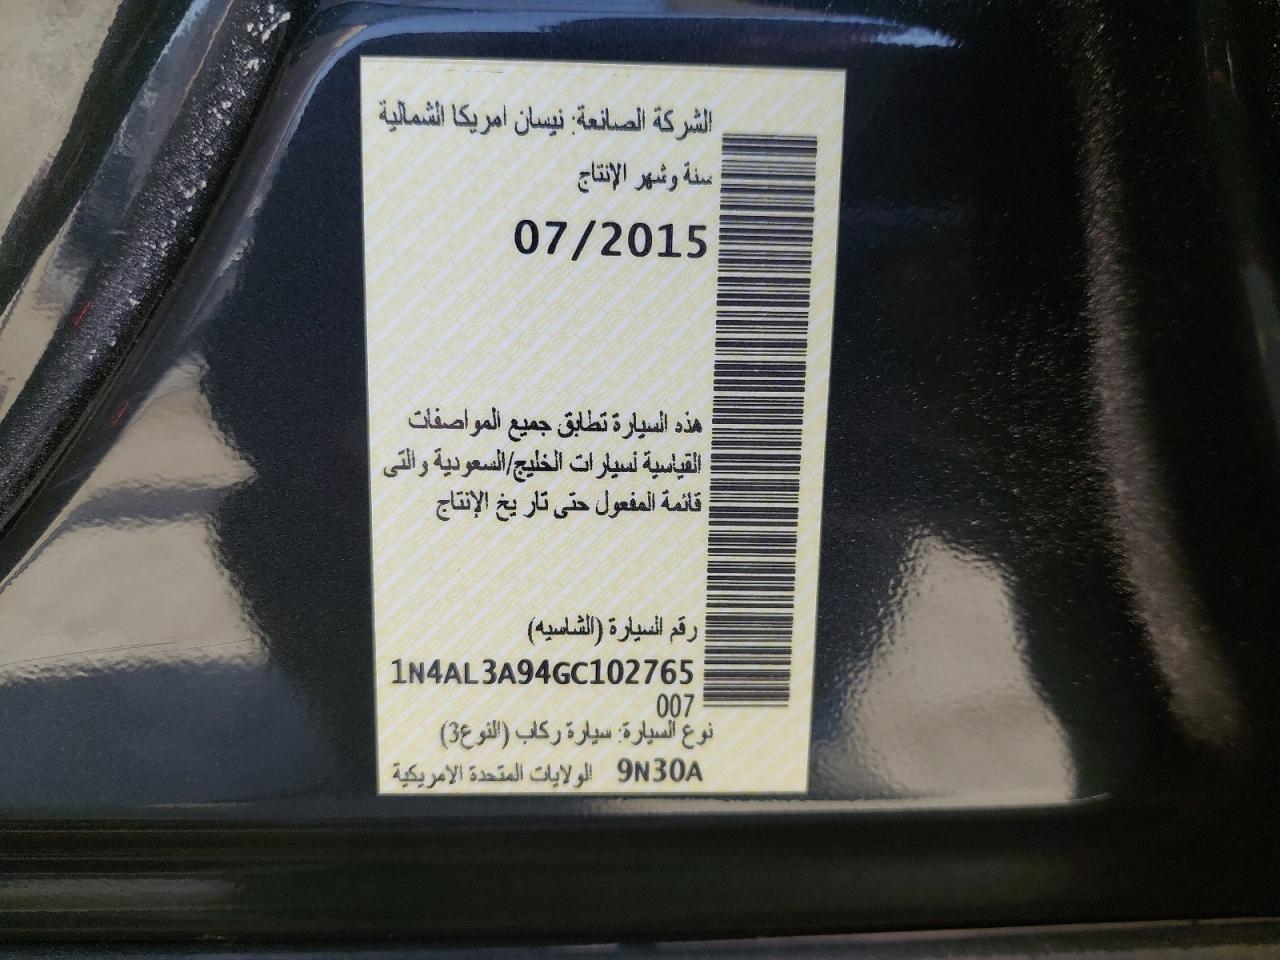 الشركة الصانعة: نيسان امريكا الشمالية
سنة وشهر الإنتاج
07/2015
هذه السيارة تطابق جميع المواصفات
القياسية لسيارات الخليج/السعودية والتى
قائمة المفعول حتى تاريخ الإنتاج
رقم السيارة (الشاسيه)
1N4AL3A94GC102765
007
نوع السيارة: سيارة ركاب (النوع3)
9N30A الولايات المتحدة الامريكية